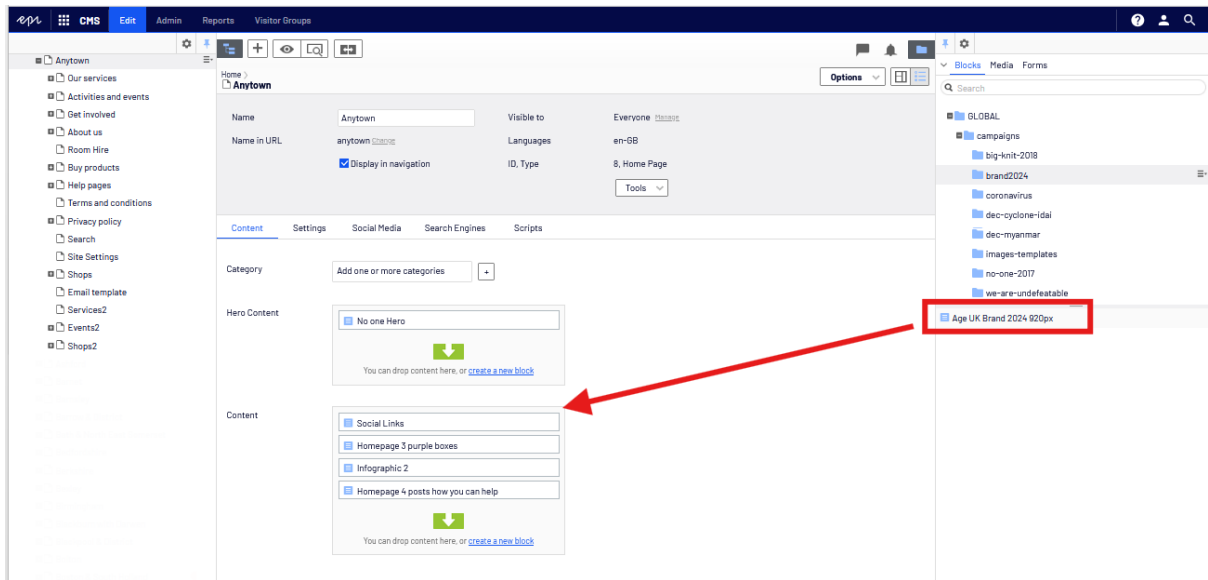 epi CMS Edit Admin Reports Visitor Groups
Anytown
Our services
Activities and events
Get involved
About us
Room Hire
Buy products
Help pages
Terms and conditions
Privacy policy
Search
Site Settings
Shops
Email template
Services2
Events2
Shops2
Home
Anytown
Options
Name Anytown Visible to Everyone Manage
Name in URL anytown Change Languages en-GB
Display in navigation ID, Type 8, Home Page
Tools
Content Settings Social Media Search Engines Scripts
Category Add one or more categories +
Hero Content No one Hero
You can drop content here, or create a new block
Content Social Links
Homepage 3 purple boxes
Infographic 2
Homepage 4 posts how you can help
You can drop content here, or create a new block
Blocks Media Forms
Search
GLOBAL
campaigns
big-knit-2018
brand2024
coronavirus
dec-cyclone-idai
dec-myanmar
images-templates
no-one-2017
we-are-undefeatable
Age UK Brand 2024 920px